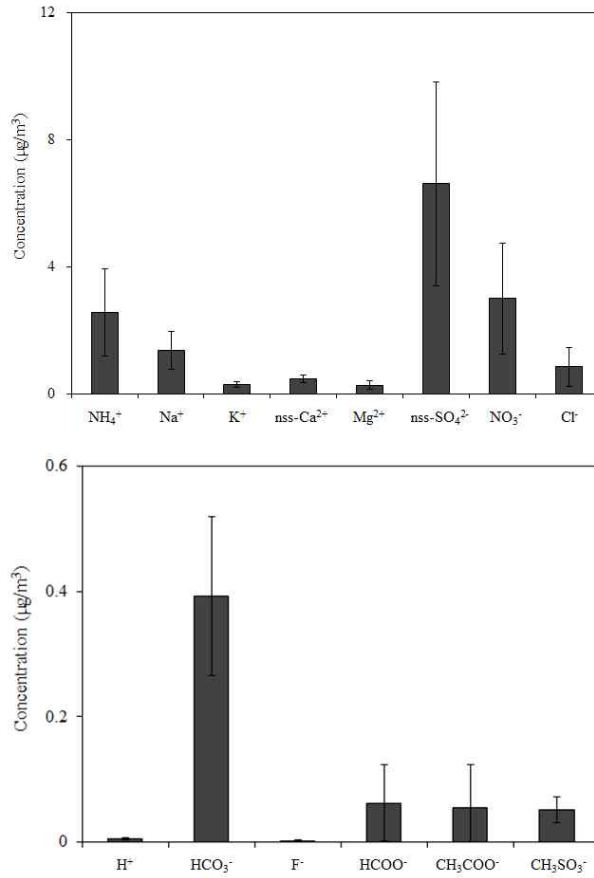 12
8
4
0
Concentration (μg/m³)
NH₄⁺ Na⁺ K⁺ nss-Ca²⁺ Mg²⁺ nss-SO₄²⁻ NO₃⁻ Cl⁻
0.6
0.4
0.2
0
Concentration (μg/m³)
H⁺ HCO₃⁻ F⁻ HCOO⁻ CH₃COO⁻ CH₃SO₃⁻